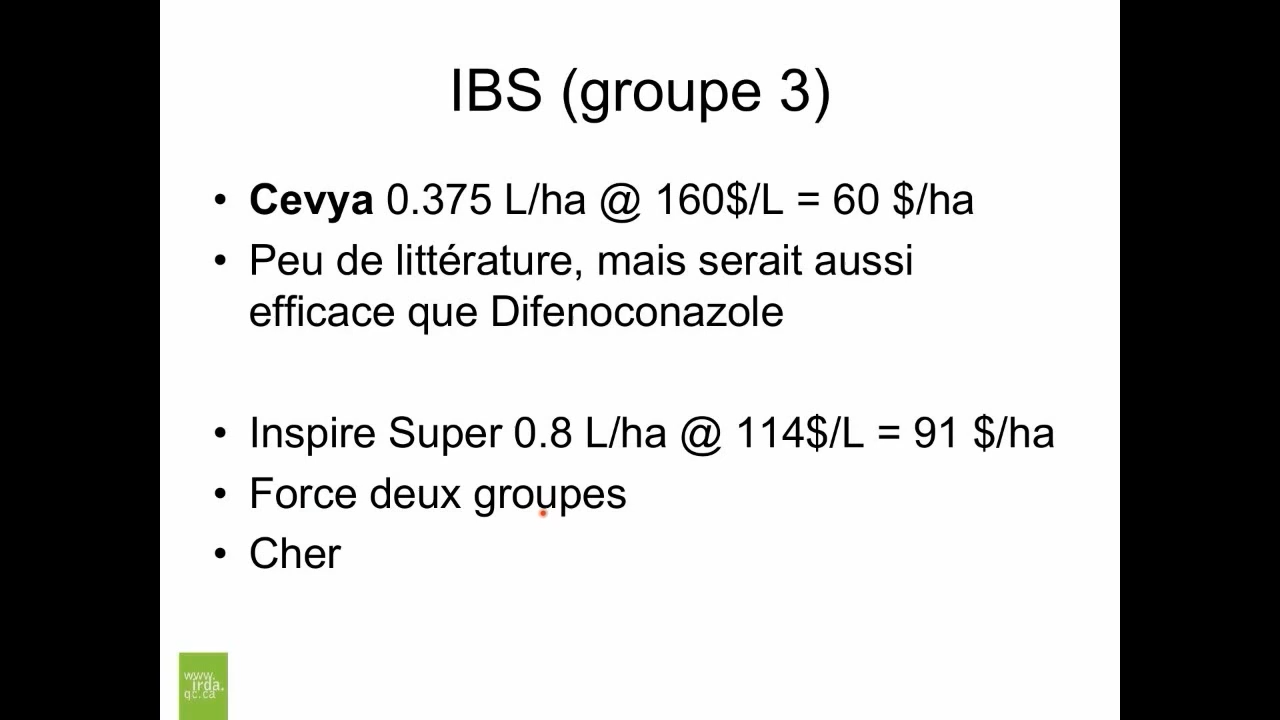 IBS (groupe 3)
• Cevya 0.375 L/ha @ 160$/L = 60 $/ha
• Peu de littérature, mais serait aussi
efficace que Difenoconazole
• Inspire Super 0.8 L/ha @ 114$/L = 91 $/ha
• Force deux groupes
• Cher
www.
irda.
qc.ca